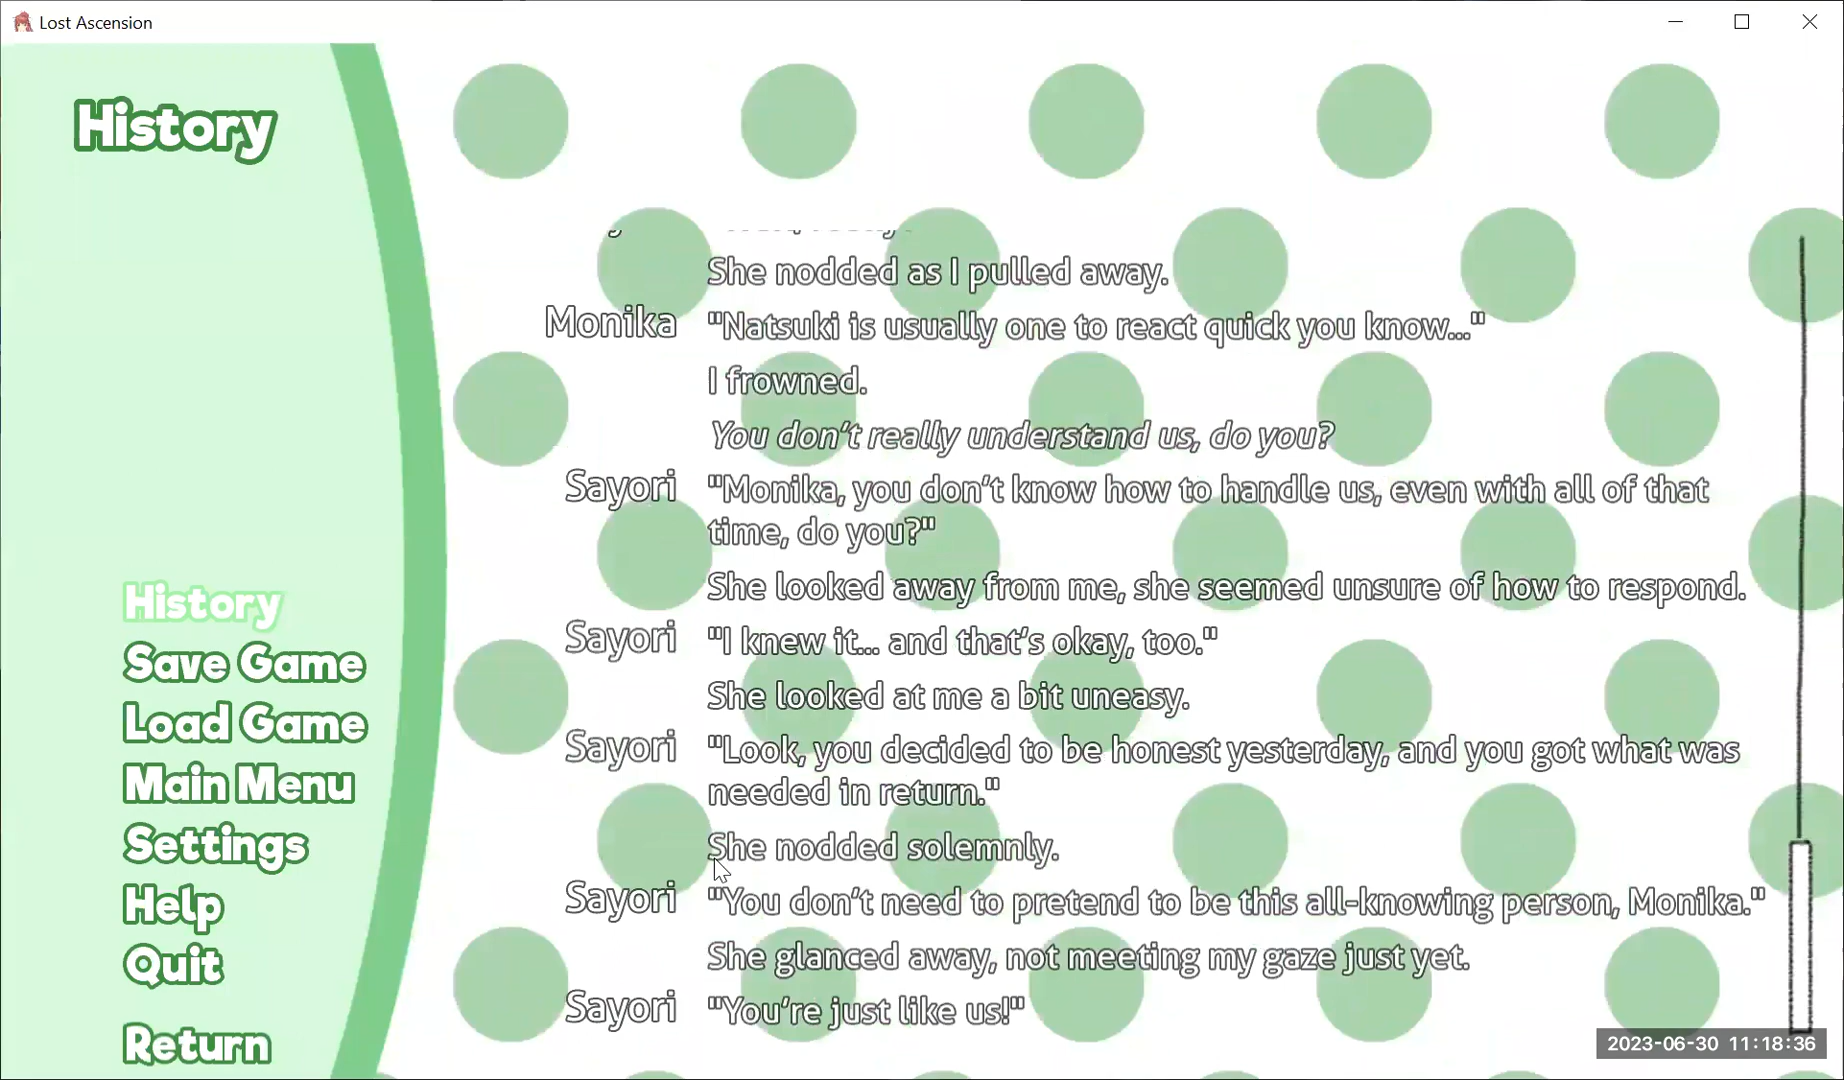 Lost Ascension
History
She nodded as I pulled away.
Monika "Natsuki is usually one to react quick you know..."
I frowned.
You don't really understand us, do you?
Sayori "Monika, you don't know how to handle us, even with all of that
time, do you?"
She looked away from me, she seemed unsure of how to respond.
Sayori "I knew it... and that's okay, too."
She looked at me a bit uneasy.
Sayori "Look, you decided to be honest yesterday, and you got what was
needed in return."
She nodded solemnly.
Sayori "You don't need to pretend to be this all-knowing person, Monika."
She glanced away, not meeting my gaze just yet.
Sayori "You're just like us!"
History
Save Game
Load Game
Main Menu
Settings
Help
Quit
Return
2023-06-30 11:18:36